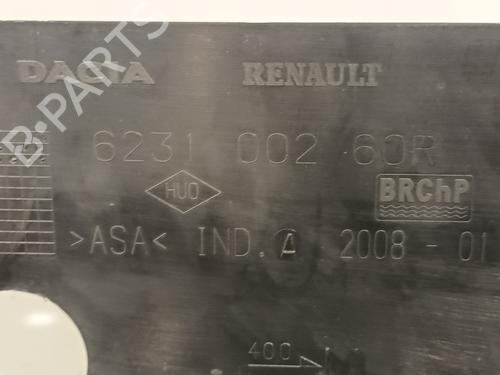 B-PARTS
DACIA RENAULT
6231 002 60R
HUO BRChP
>ASA< IND. A 2008 - 01
400